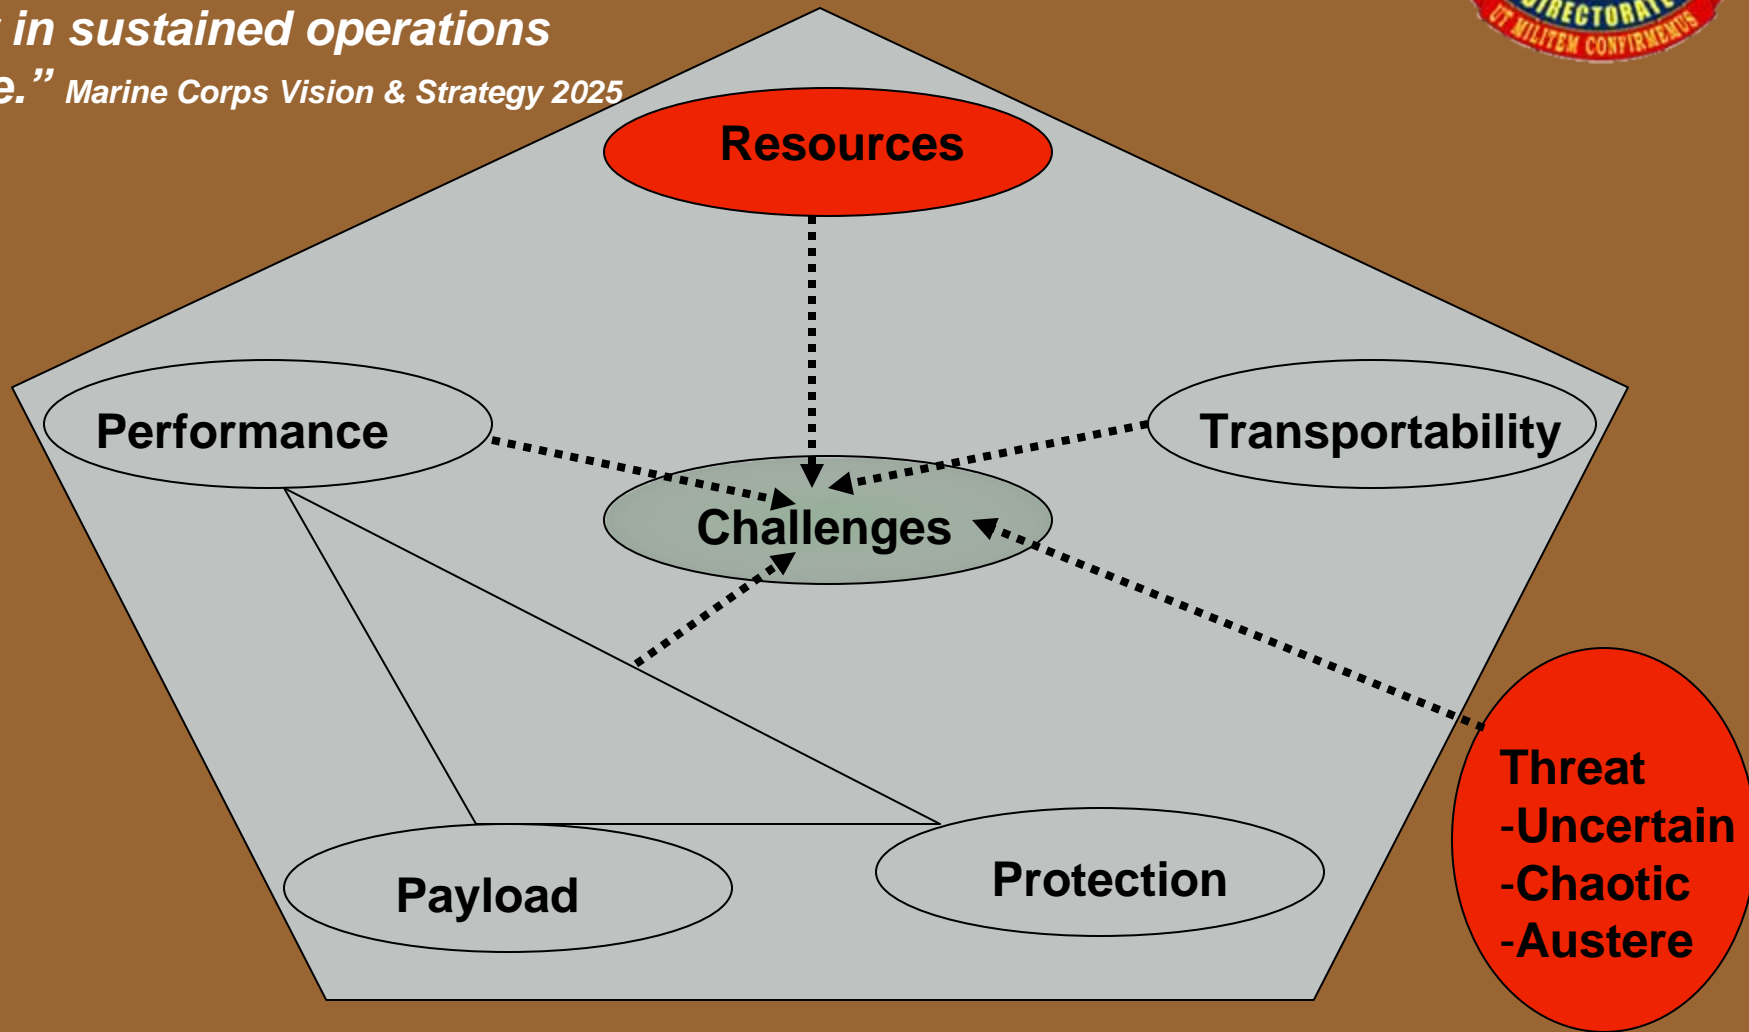 in sustained operations
e.” Marine Corps Vision & Strategy 2025
DIRECTORATE
UT MILITEM CONFIRMEMUS
Resources
Performance
Transportability
Challenges
Threat
-Uncertain
-Chaotic
-Austere
Payload
Protection